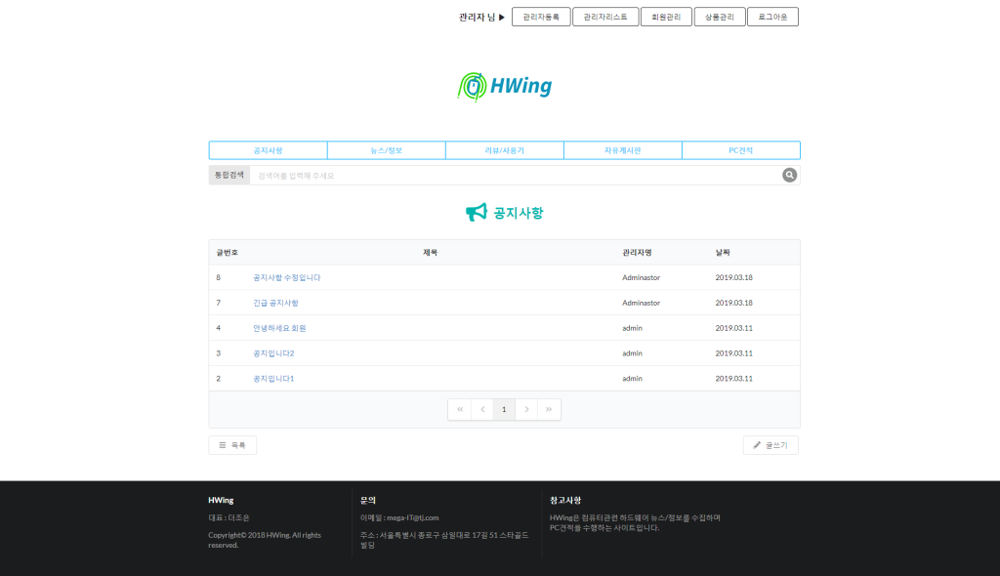 관리자 님 ▶ 관리자등록 관리자리스트 회원관리 상품관리 로그아웃
HWing
공지사항 뉴스/정보 리뷰/사용기 자유게시판 PC견적
통합검색 검색어를 입력해 주세요
공지사항
글번호 제목 관리자명 날짜
8 공지사항 수정입니다 Adminastor 2019.03.18
7 긴급 공지사항 Adminastor 2019.03.18
4 안녕하세요 회원 admin 2019.03.11
3 공지입니다2 admin 2019.03.11
2 공지입니다1 admin 2019.03.11
« ‹ 1 › »
목록 글쓰기
HWing
대표 : 더조은
Copyright© 2018 HWing. All rights
reserved.
문의
이메일 : mega-IT@tj.com
주소 : 서울특별시 종로구 삼일대로 17길 51 스타골드
빌딩
참고사항
HWing은 컴퓨터관련 하드웨어 뉴스/정보를 수집하며
PC견적을 수행하는 사이트입니다.